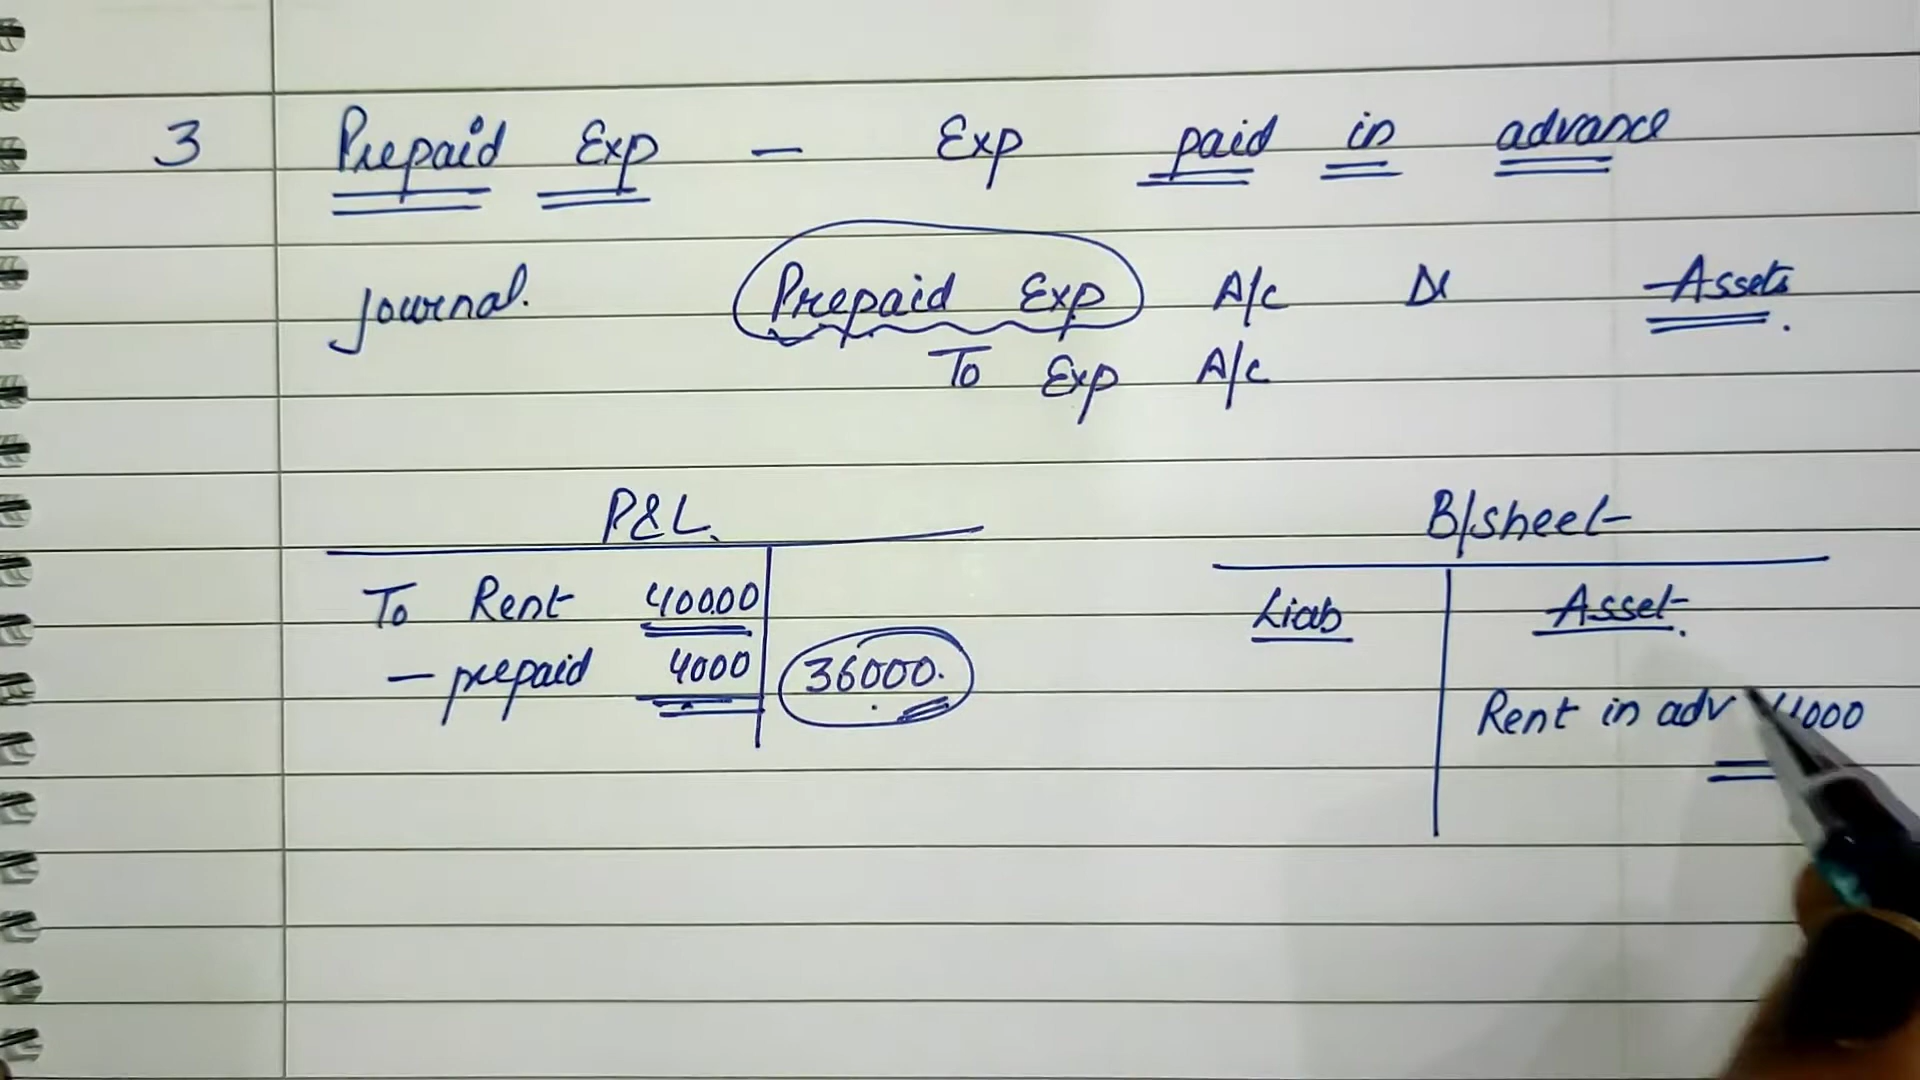 3 Prepaid Exp — Exp paid in advance
Journal. Prepaid Exp A/c Dr — Assets.
To Exp A/c
P&L.
To Rent 40000
— prepaid 4000 36000.
B/sheet
Liab Asset.
Rent in adv 4000